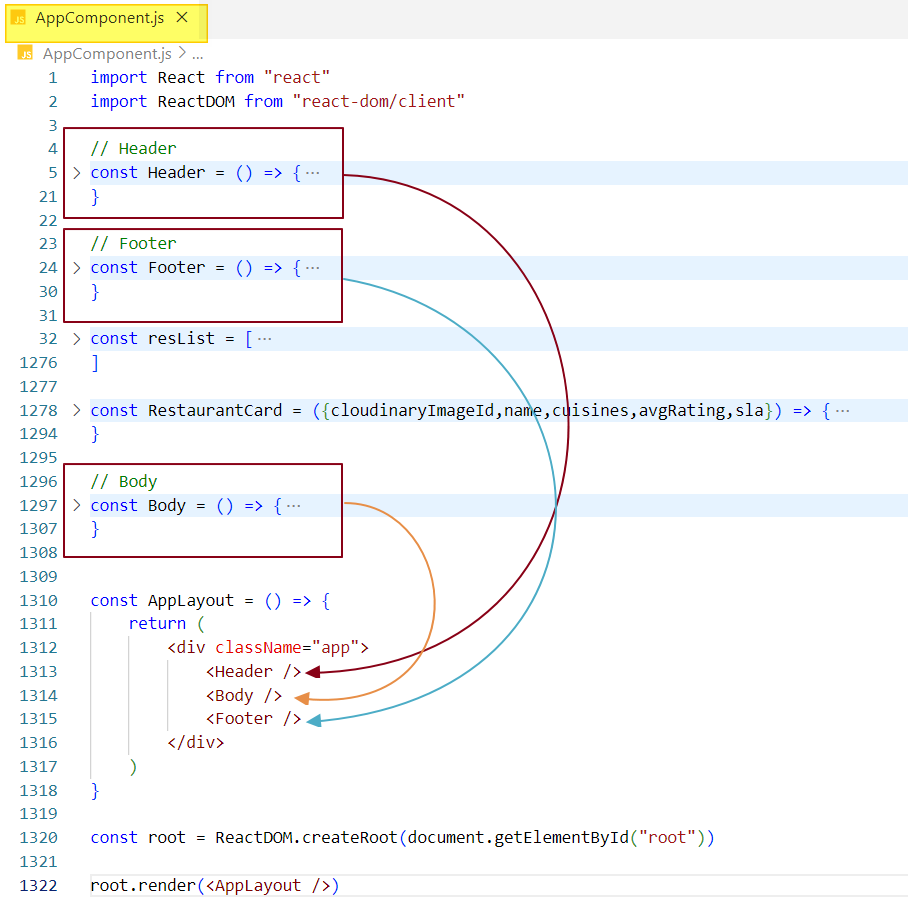 JS AppComponent.js ×
JS AppComponent.js > ...
1 import React from "react"
2 import ReactDOM from "react-dom/client"
3
4 // Header
5 > const Header = () => { ···
21 }
22
23 // Footer
24 > const Footer = () => { ···
30 }
31
32 > const resList = [ ···
1276 ]
1277
1278 > const RestaurantCard = ({cloudinaryImageId,name,cuisines,avgRating,sla}) => { ···
1294 }
1295
1296 // Body
1297 > const Body = () => { ···
1307 }
1308
1309
1310 const AppLayout = () => {
1311 return (
1312 <div className="app">
1313 <Header />
1314 <Body />
1315 <Footer />
1316 </div>
1317 )
1318 }
1319
1320 const root = ReactDOM.createRoot(document.getElementById("root"))
1321
1322 root.render(<AppLayout />)